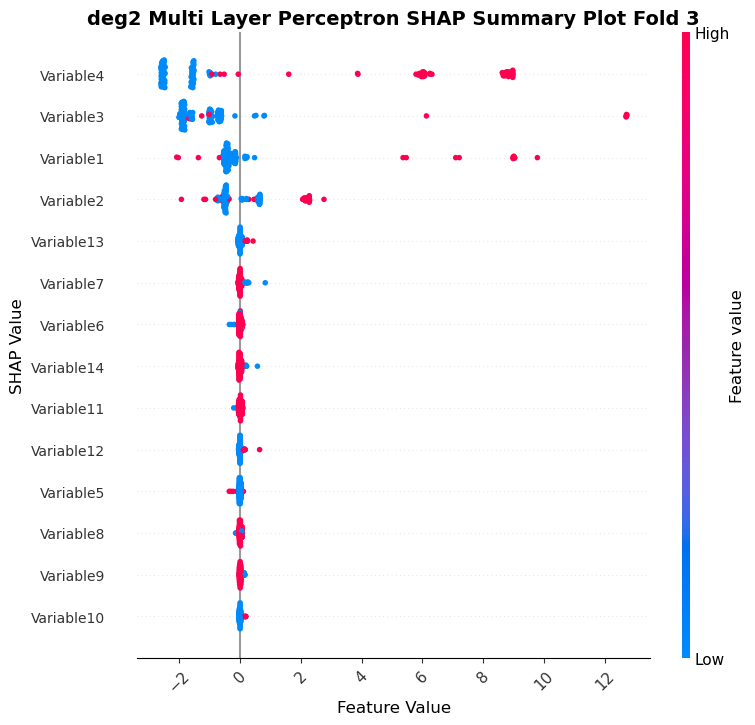 deg2 Multi Layer Perceptron SHAP Summary Plot Fold 3
High
Variable4
Variable3
Variable1
Variable2
Variable13
Variable7
Variable6
Variable14
Variable11
Variable12
Variable5
Variable8
Variable9
Variable10
SHAP Value
Feature value
Low
−2 0 2 4 6 8 10 12
Feature Value